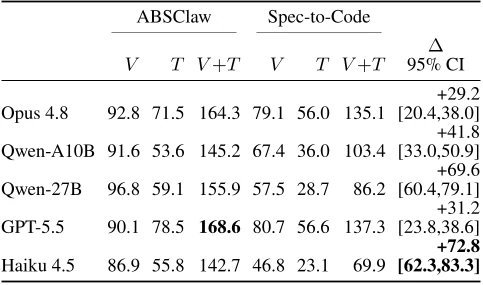 ABSClaw Spec-to-Code
Δ
V T V+T V T V+T 95% CI
+29.2
Opus 4.8 92.8 71.5 164.3 79.1 56.0 135.1 [20.4,38.0]
+41.8
Qwen-A10B 91.6 53.6 145.2 67.4 36.0 103.4 [33.0,50.9]
+69.6
Qwen-27B 96.8 59.1 155.9 57.5 28.7 86.2 [60.4,79.1]
+31.2
GPT-5.5 90.1 78.5 168.6 80.7 56.6 137.3 [23.8,38.6]
+72.8
Haiku 4.5 86.9 55.8 142.7 46.8 23.1 69.9 [62.3,83.3]